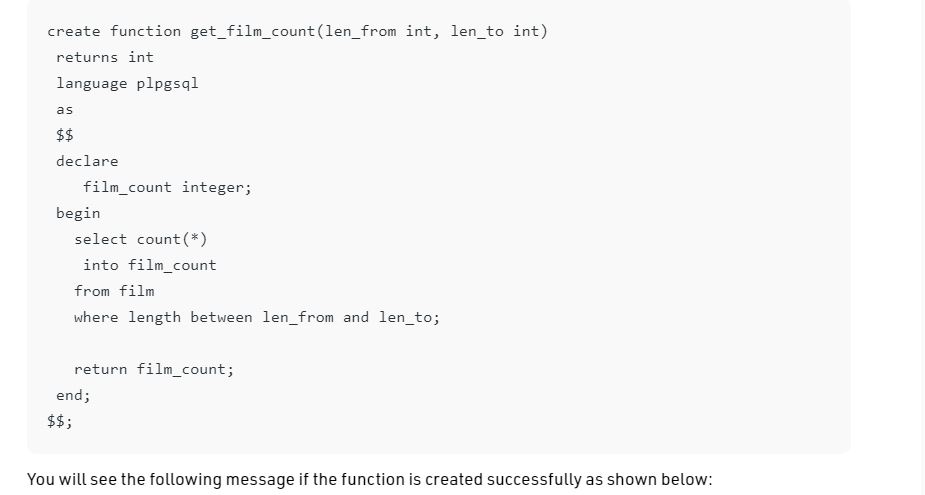 create function get_film_count(len_from int, len_to int)
returns int
language plpgsql
as
$$
declare
film_count integer;
begin
select count(*)
into film_count
from film
where length between len_from and len_to;
return film_count;
end;
$$;
You will see the following message if the function is created successfully as shown below: